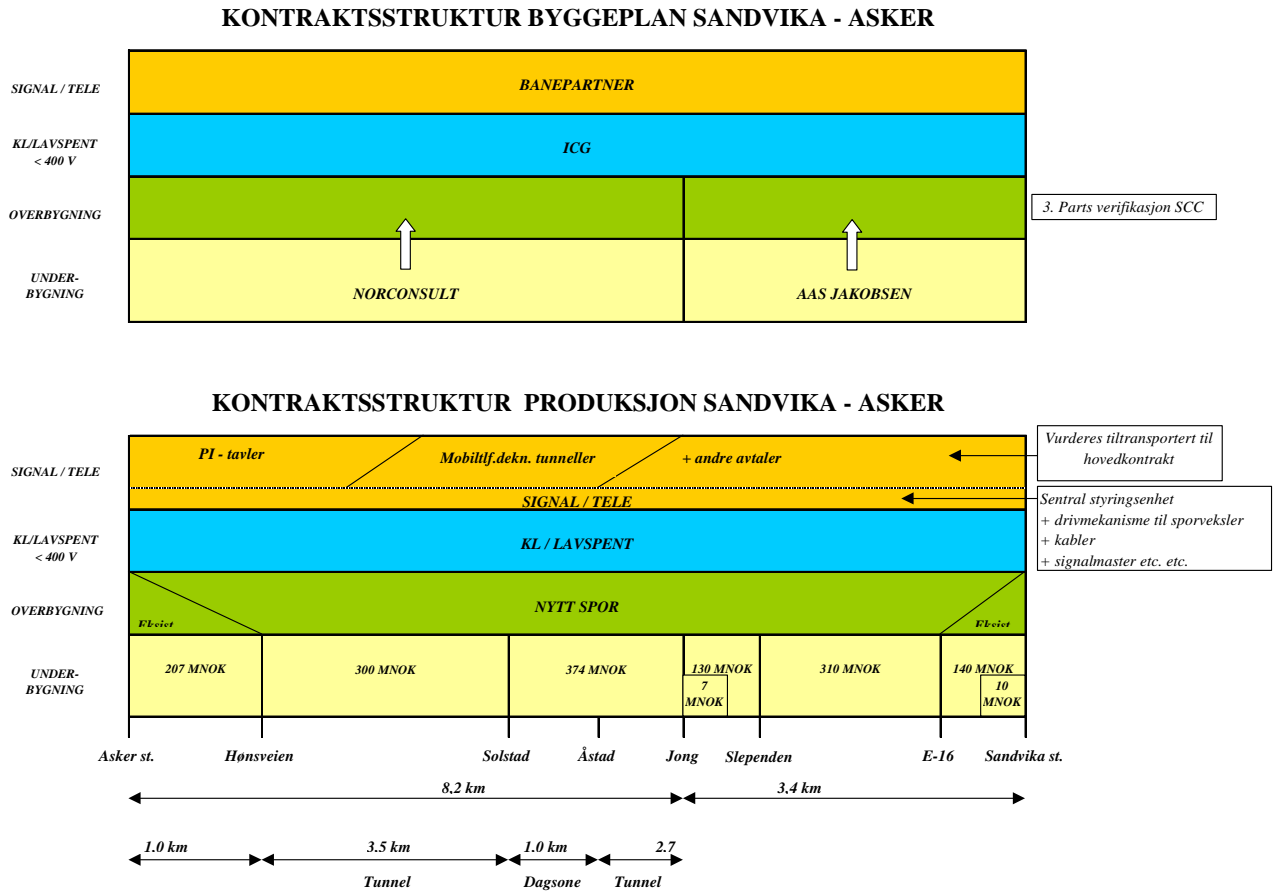 KONTRAKTSSTRUKTUR BYGGEPLAN SANDVIKA - ASKER
SIGNAL / TELE
BANEPARTNER
KL/LAVSPENT
< 400 V
ICG
OVERBYGNING
3. Parts verifikasjon SCC
UNDER-
BYGNING
NORCONSULT
AAS JAKOBSEN
KONTRAKTSSTRUKTUR PRODUKSJON SANDVIKA - ASKER
SIGNAL / TELE
PI - tavler
Mobiltlf.dekn. tunneller
+ andre avtaler
Vurderes tiltransportert til
hovedkontrakt
SIGNAL / TELE
Sentral styringsenhet
+ drivmekanisme til sporveksler
+ kabler
+ signalmaster etc. etc.
KL/LAVSPENT
< 400 V
KL / LAVSPENT
OVERBYGNING
NYTT SPOR
UNDER-
BYGNING
207 MNOK
300 MNOK
374 MNOK
130 MNOK
7
MNOK
310 MNOK
140 MNOK
10
MNOK
Asker st.
Hønsveien
Solstad
Åstad
Jong
Slependen
E-16
Sandvika st.
8,2 km
3,4 km
1.0 km
3.5 km
1.0 km
2.7
Tunnel
Dagsone
Tunnel